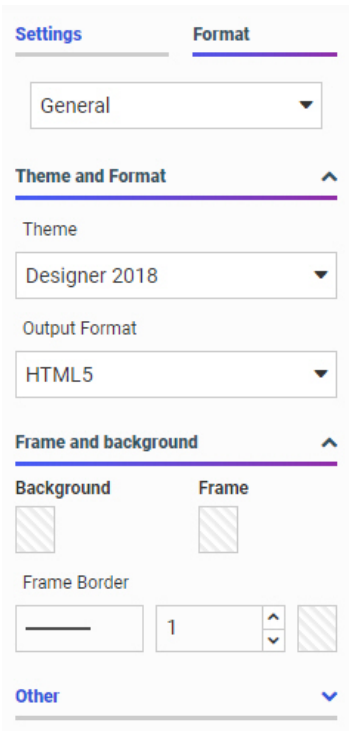 Settings Format
General
Theme and Format
Theme
Designer 2018
Output Format
HTML5
Frame and background
Background Frame
Frame Border
1
Other